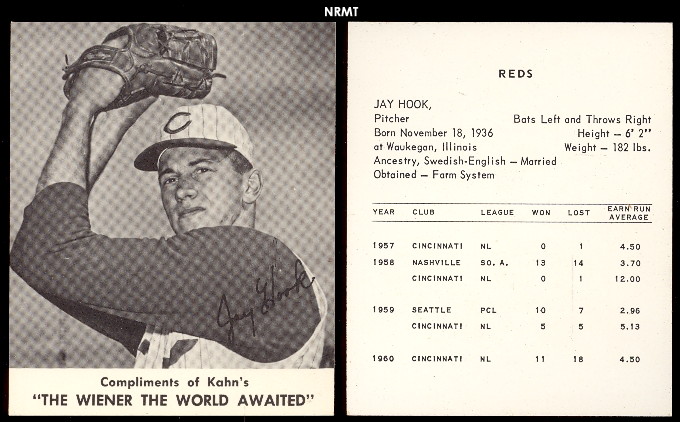 NRMT
C
Jay Hook
Compliments of Kahn's
"THE WIENER THE WORLD AWAITED"
REDS
JAY HOOK,
Pitcher Bats Left and Throws Right
Born November 18, 1936 Height — 6' 2"
at Waukegan, Illinois Weight — 182 lbs.
Ancestry, Swedish-English — Married
Obtained — Farm System
YEAR CLUB LEAGUE WON LOST EARN'RUN AVERAGE
1957 CINCINNATI NL 0 1 4.50
1958 NASHVILLE SO. A. 13 14 3.70
CINCINNATI NL 0 1 12.00
1959 SEATTLE PCL 10 7 2.96
CINCINNATI NL 5 5 5.13
1960 CINCINNATI NL 11 18 4.50